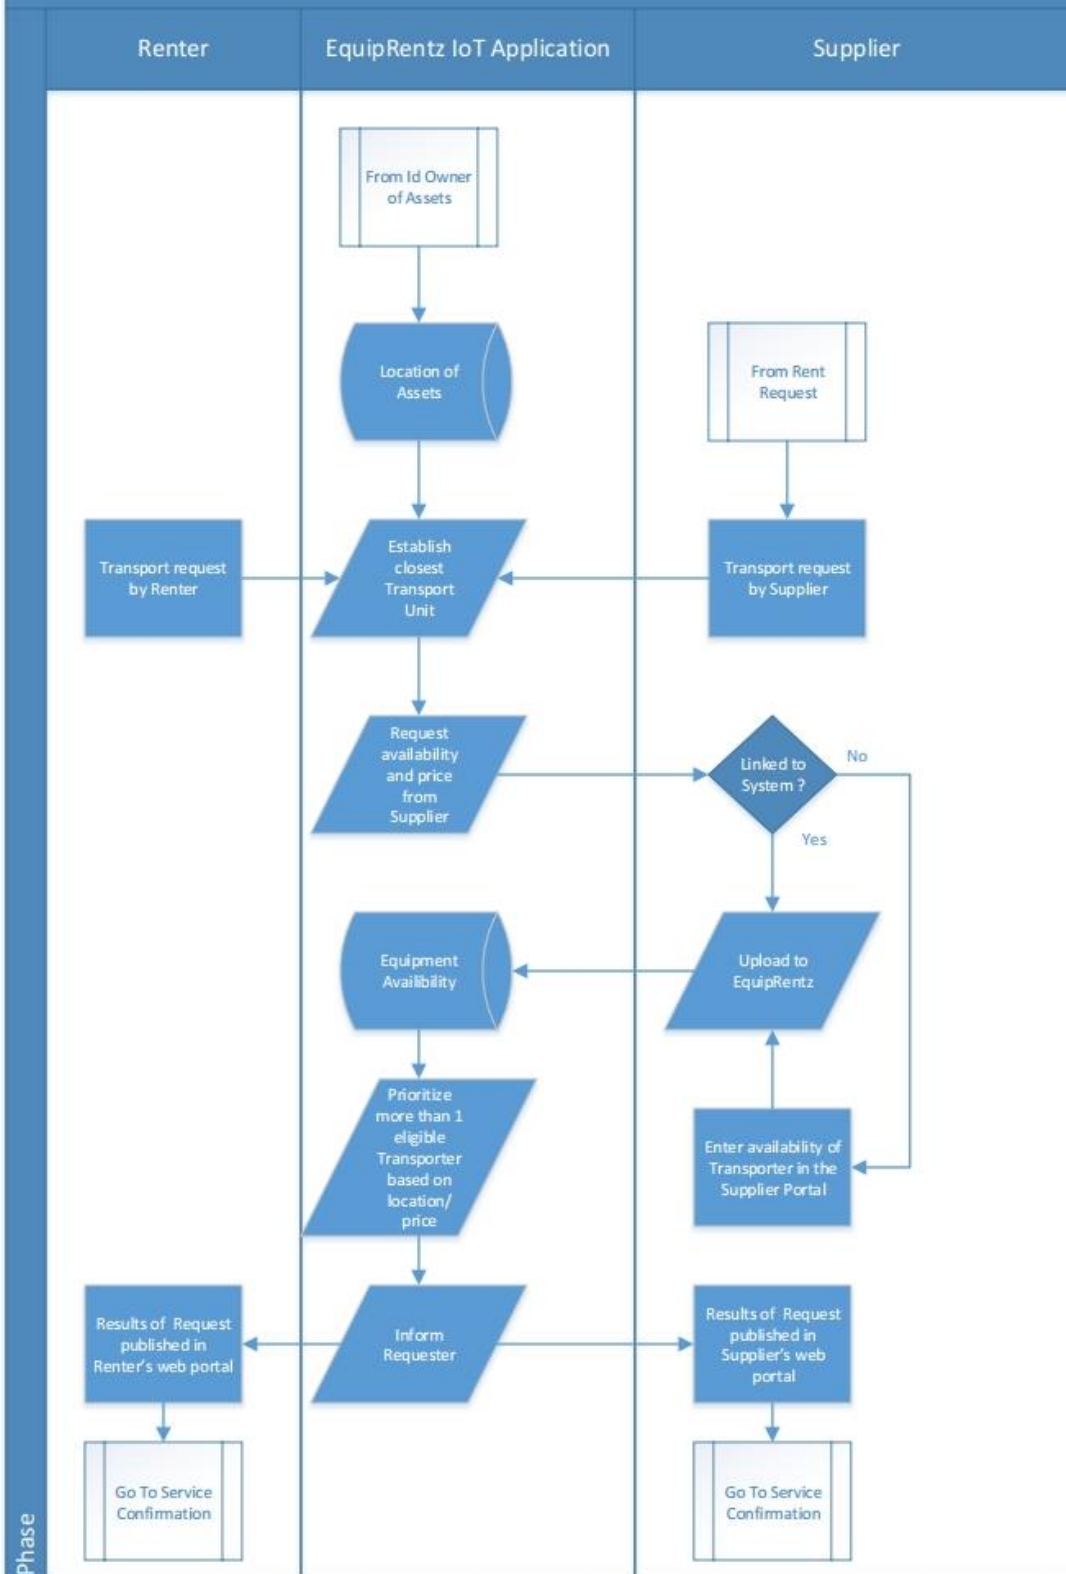 Renter
EquipRentz IoT Application
Supplier
From Id Owner
of Assets
Location of
Assets
From Rent
Request
Transport request
by Renter
Establish
closest
Transport
Unit
Transport request
by Supplier
Request
availability
and price
from
Supplier
Linked to
System ?
No
Yes
Equipment
Availibility
Upload to
EquipRentz
Prioritize
more than 1
eligible
Transporter
based on
location/
price
Enter availability of
Transporter in the
Supplier Portal
Results of Request
published in
Renter's web portal
Inform
Requester
Results of Request
published in
Supplier's web
portal
Go To Service
Confirmation
Go To Service
Confirmation
Phase